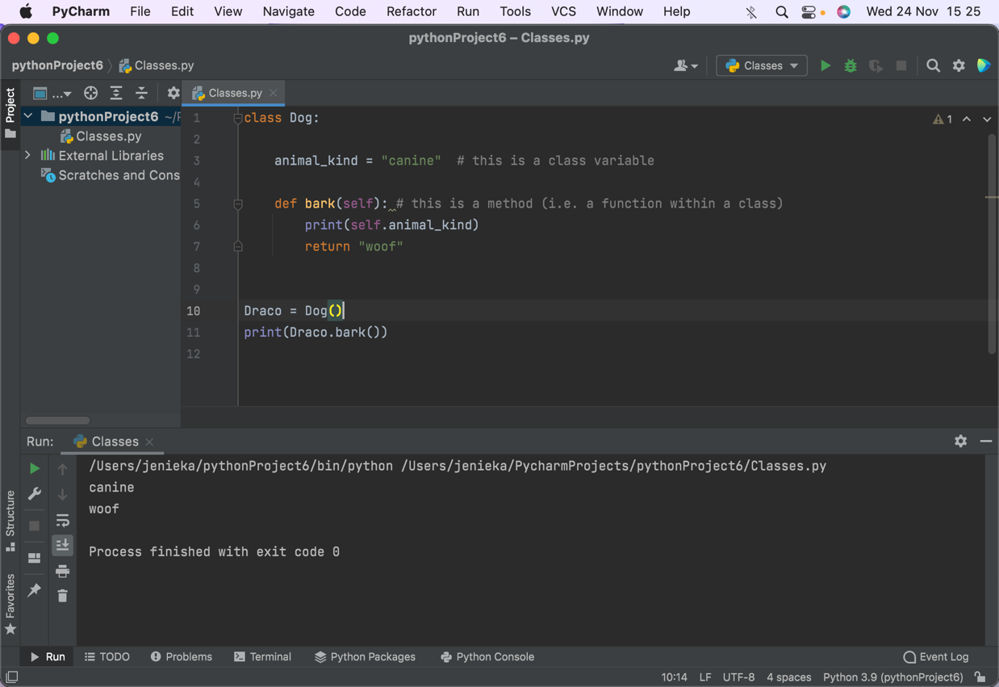 PyCharm File Edit View Navigate Code Refactor Run Tools VCS Window Help Wed 24 Nov 15 25
pythonProject6 – Classes.py
pythonProject6 Classes.py Classes
Project
... Classes.py
pythonProject6 ~/P
Classes.py
External Libraries
Scratches and Cons
1 class Dog: 1
2
3 animal_kind = "canine"  # this is a class variable
4
5 def bark(self): # this is a method (i.e. a function within a class)
6 print(self.animal_kind)
7 return "woof"
8
9
10 Draco = Dog()
11 print(Draco.bark())
12
Run: Classes
/Users/jenieka/pythonProject6/bin/python /Users/jenieka/PycharmProjects/pythonProject6/Classes.py
canine
woof
Process finished with exit code 0
Structure
Favorites
Run TODO Problems Terminal Python Packages Python Console Event Log
10:14 LF UTF-8 4 spaces Python 3.9 (pythonProject6)